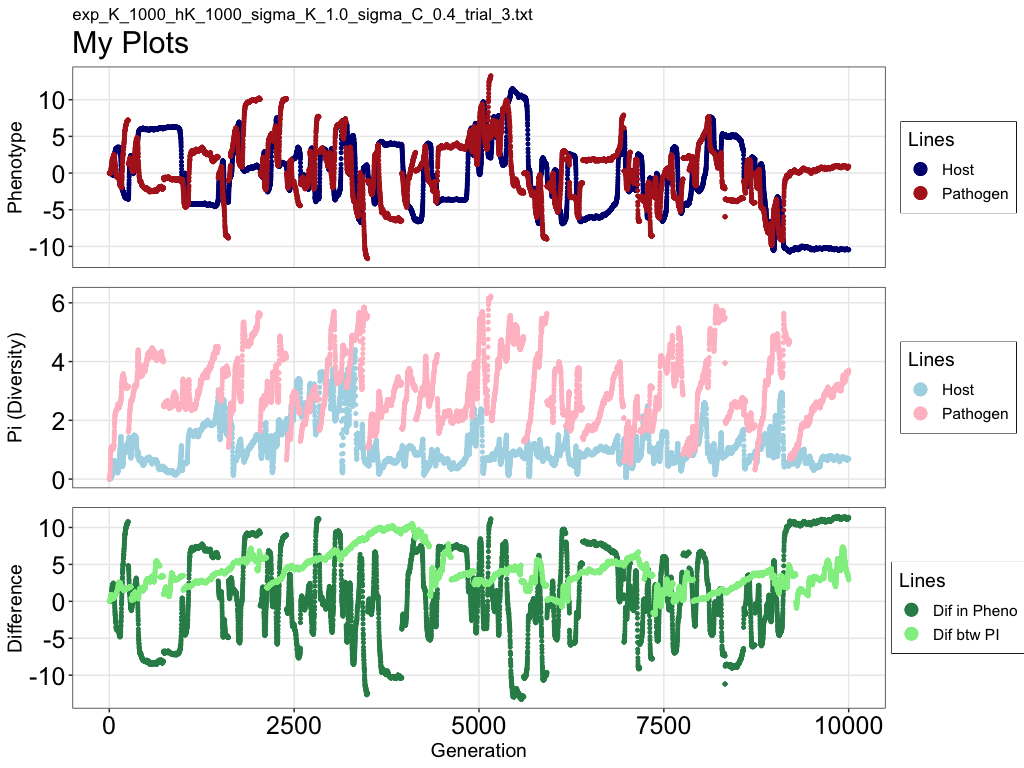 exp_K_1000_hK_1000_sigma_K_1.0_sigma_C_0.4_trial_3.txt
My Plots
Phenotype
10
5
0
-5
-10
Lines
Host
Pathogen
Pi (Diversity)
6
4
2
0
Lines
Host
Pathogen
Difference
10
5
0
-5
-10
Lines
Dif in Pheno
Dif btw PI
0 2500 5000 7500 10000
Generation